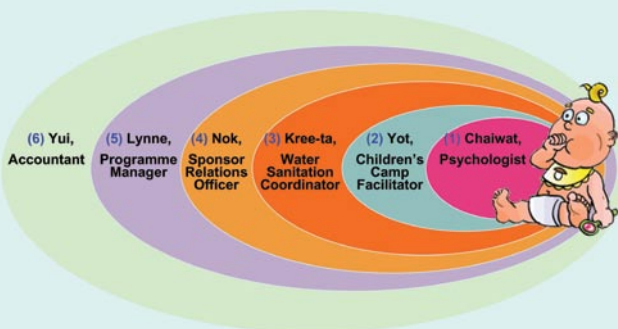 (6) Yui,
Accountant
(5) Lynne,
Programme
Manager
(4) Nok,
Sponsor
Relations
Officer
(3) Kree-ta,
Water
Sanitation
Coordinator
(2) Yot,
Children's
Camp
Facilitator
(1) Chaiwat,
Psychologist